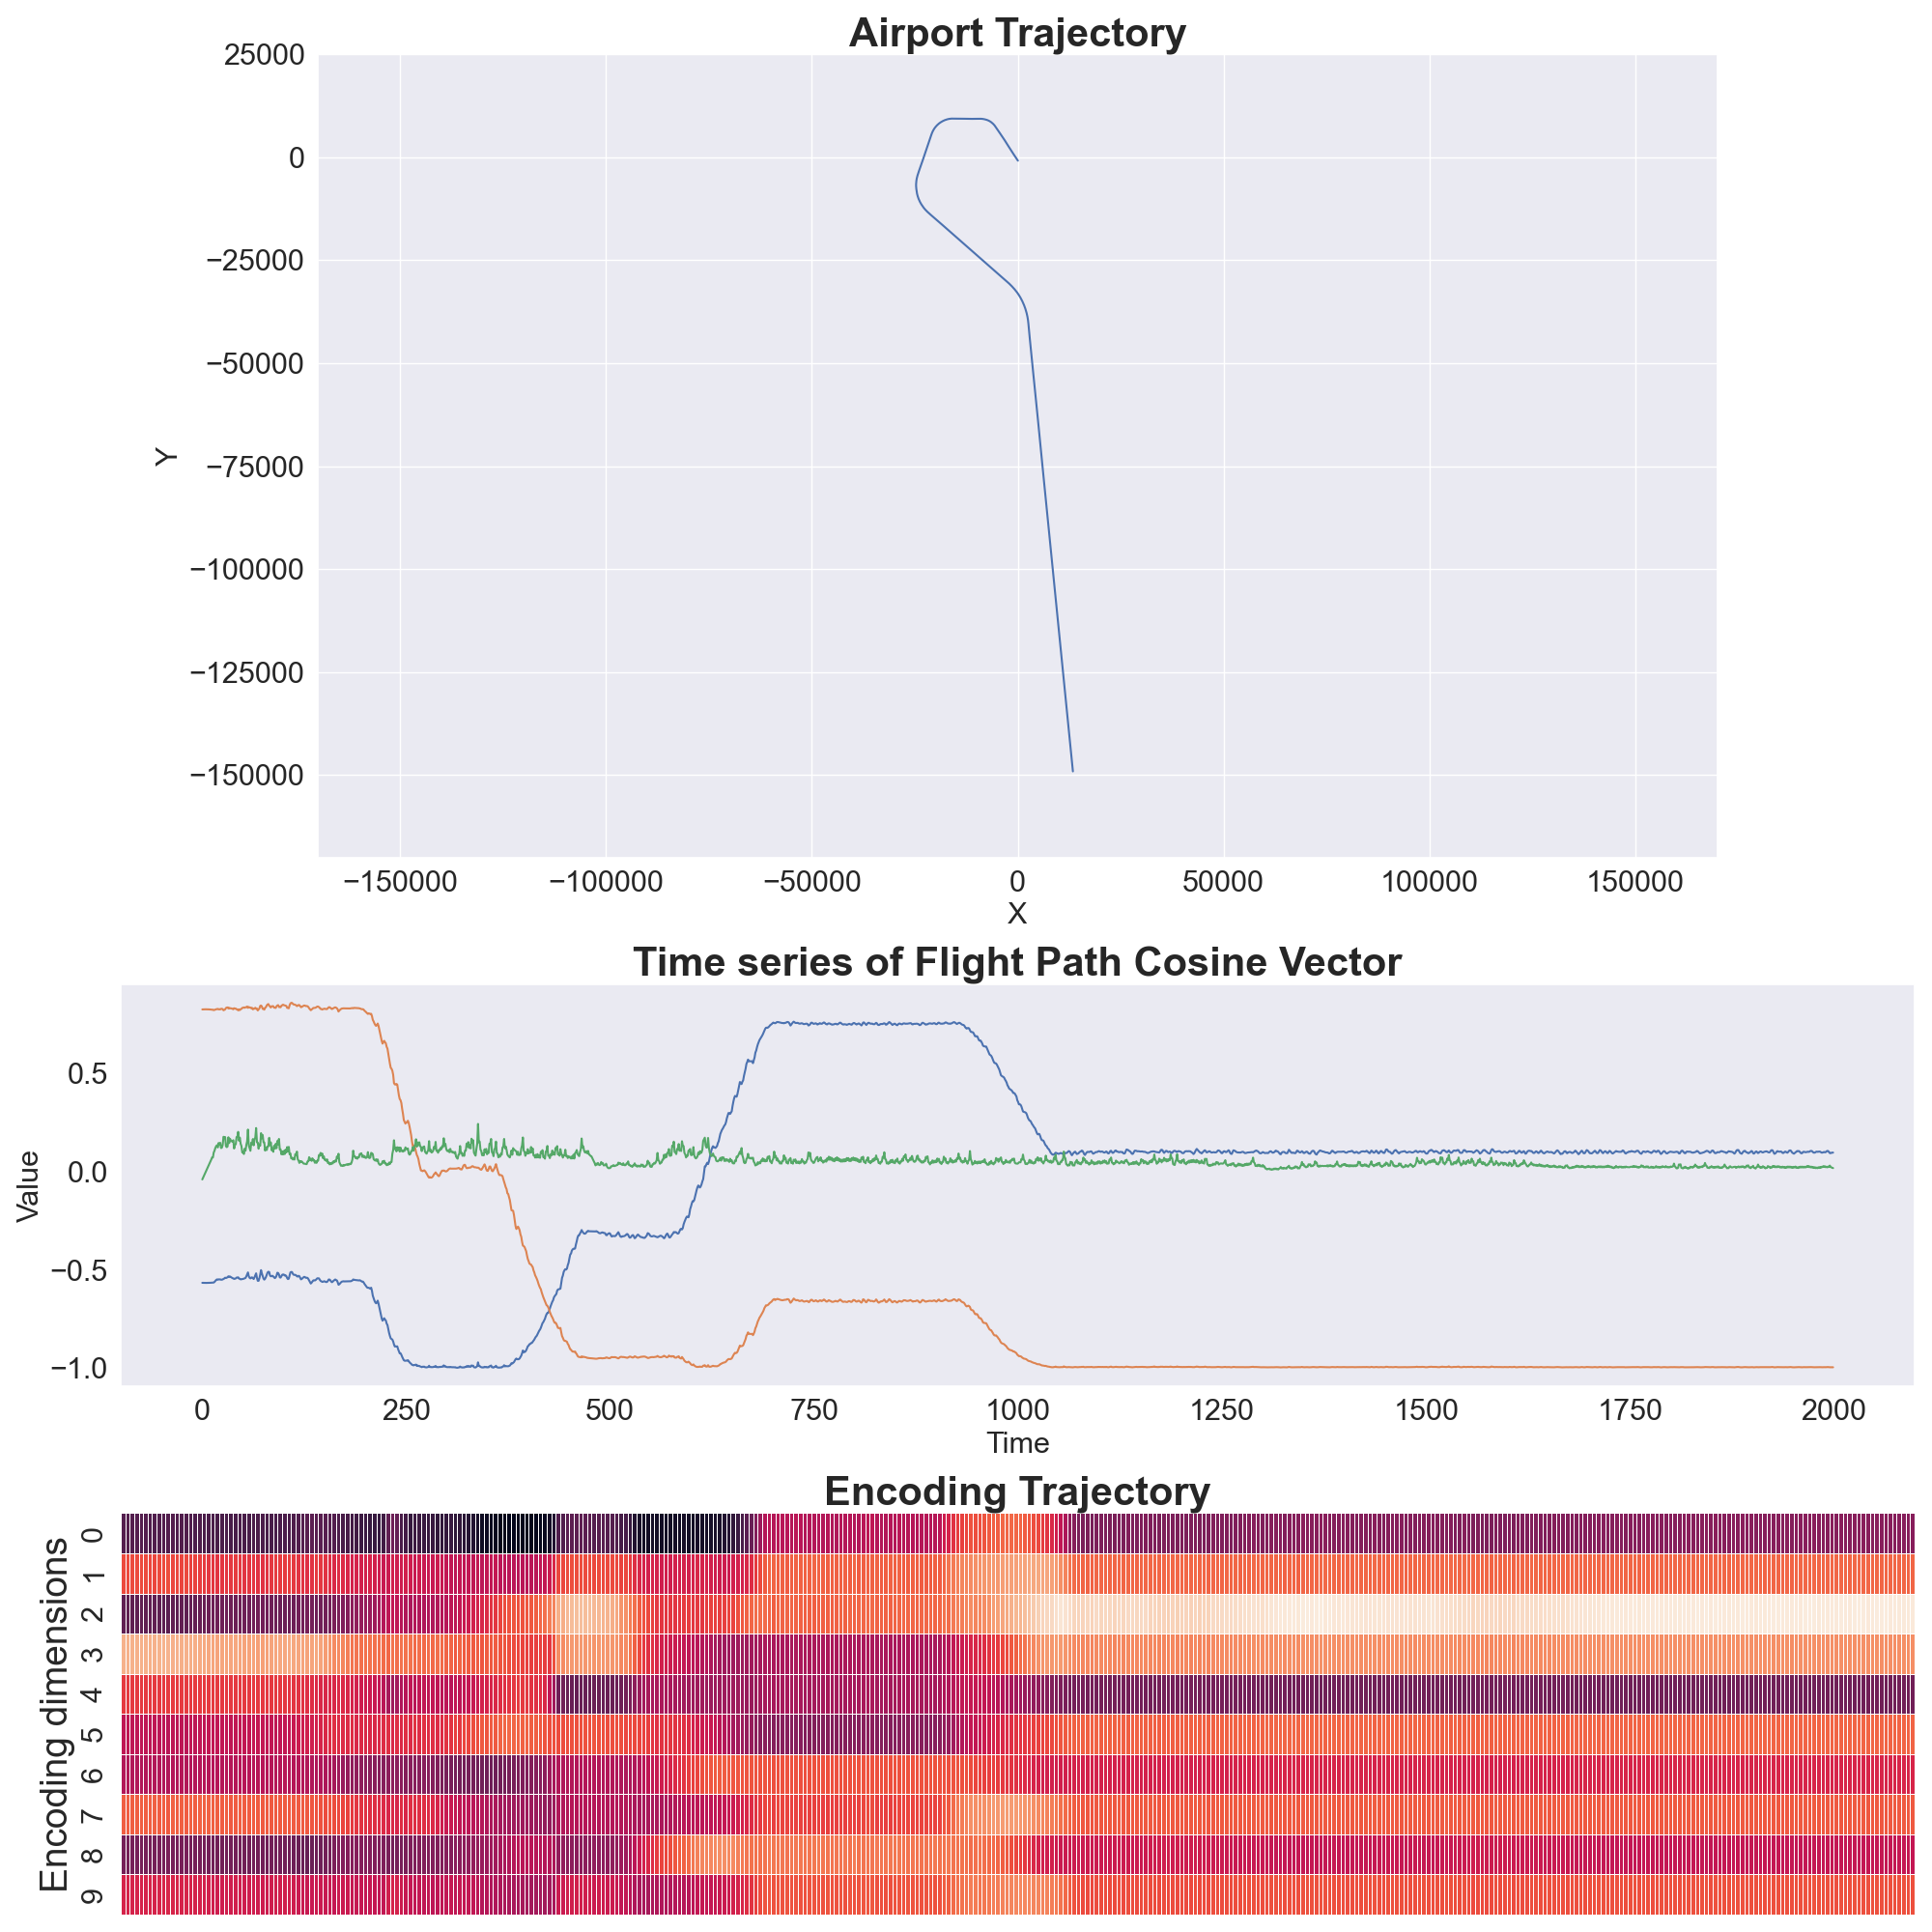 Airport Trajectory
25000
0
−25000
−50000
−75000
−100000
−125000
−150000
Y
−150000 −100000 −50000 0 50000 100000 150000
X
Time series of Flight Path Cosine Vector
0.5
0.0
−0.5
−1.0
Value
0 250 500 750 1000 1250 1500 1750 2000
Time
Encoding Trajectory
Encoding dimensions
0
1
2
3
4
5
6
7
8
9